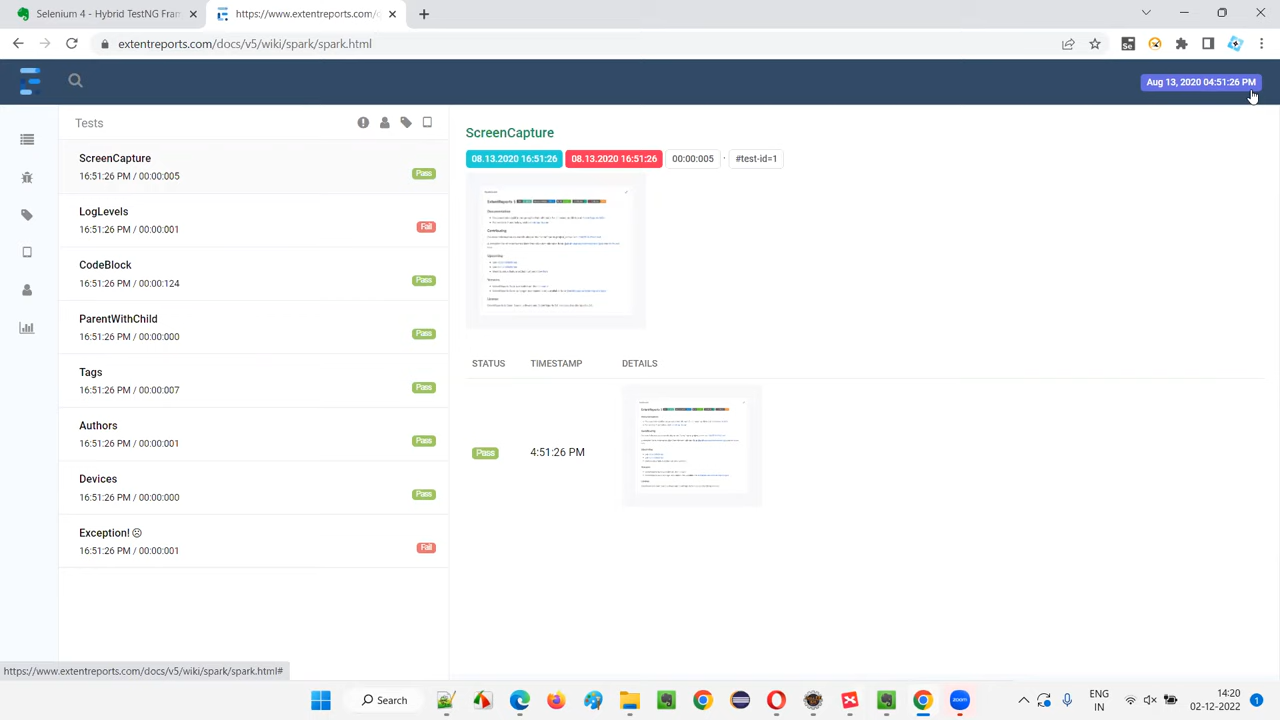 Selenium 4 - Hybrid TestNG Fram
https://www.extentreports.com/
extentreports.com/docs/v5/wiki/spark/spark.html
Aug 13, 2020 04:51:26 PM
Tests
ScreenCapture
16:51:26 PM / 00:00:005
Pass
LogLevels
16:51:26 PM / 00:00:000
Fail
CodeBlocks
16:51:26 PM / 00:00:124
Pass
ParentWithChild
16:51:26 PM / 00:00:000
Pass
Tags
16:51:26 PM / 00:00:007
Pass
Authors
16:51:26 PM / 00:00:000
Pass
Devices
16:51:26 PM / 00:00:000
Pass
Exception!
16:51:26 PM / 00:00:001
Fail
ScreenCapture
08.13.2020 16:51:26 08.13.2020 16:51:26 00:00:005 · #test-id=1
STATUS TIMESTAMP DETAILS
Pass 4:51:26 PM
https://www.extentreports.com/docs/v5/wiki/spark/spark.html#
Search
ENG
IN
14:20
02-12-2022
1